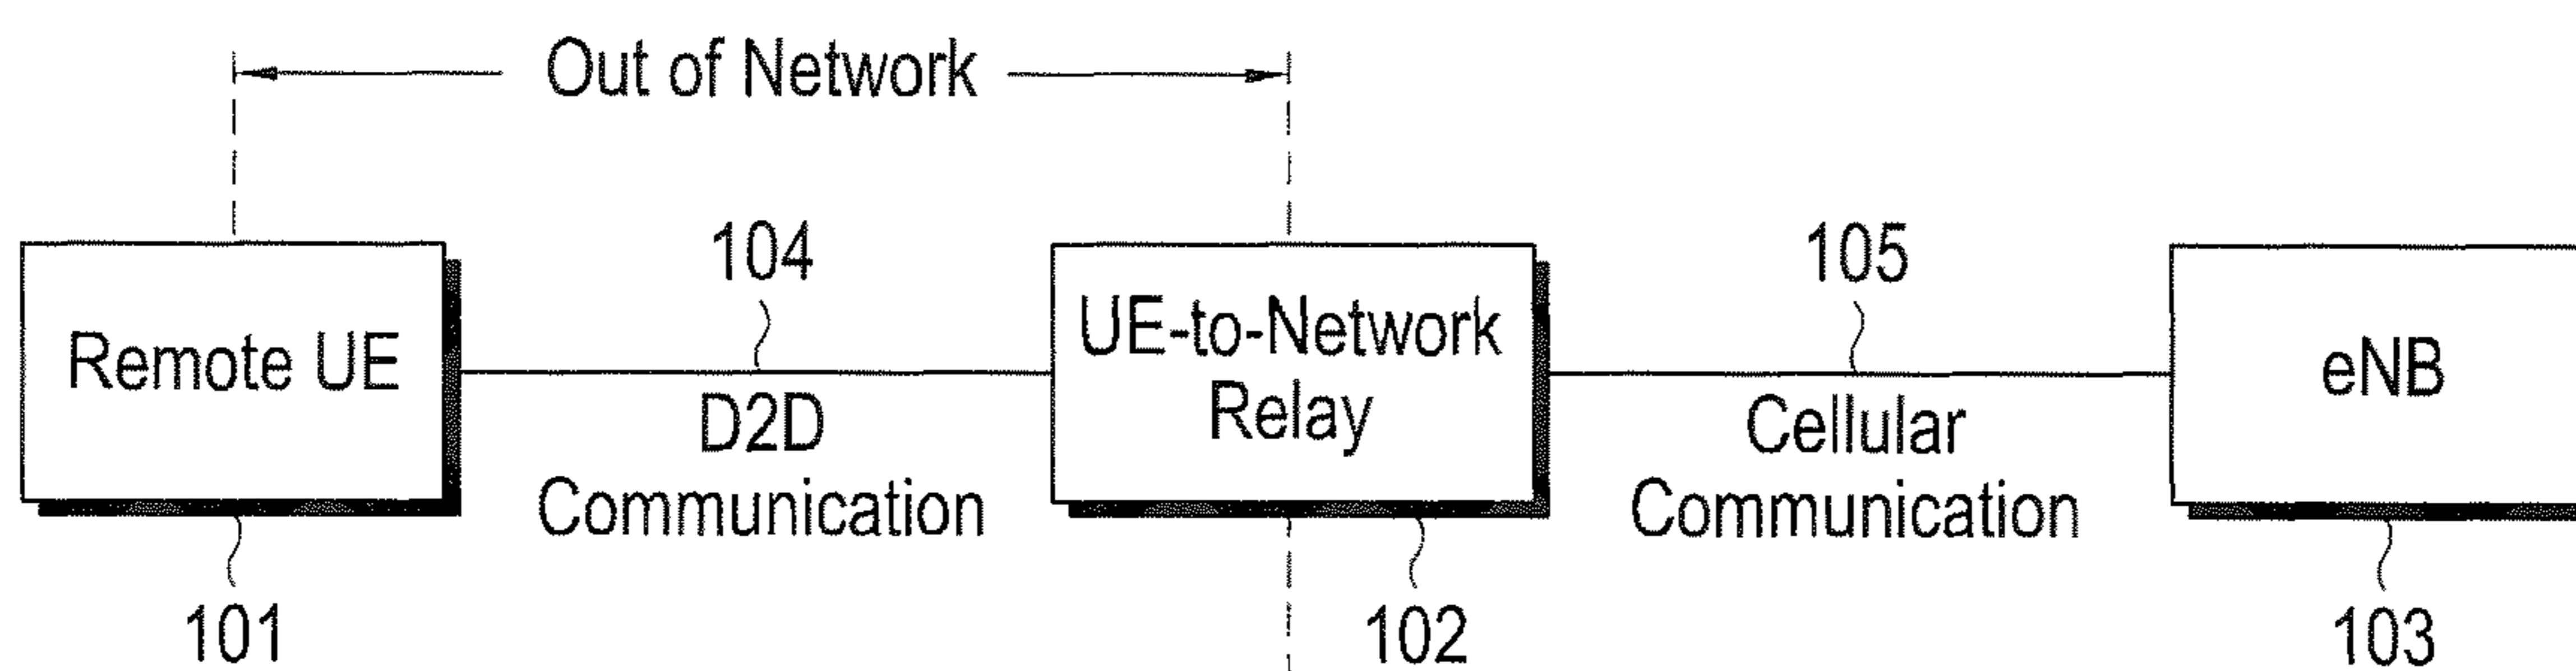 Out of Network
104
105
Remote UE
UE-to-Network
Relay
eNB
D2D
Communication
Cellular
Communication
101
102
103